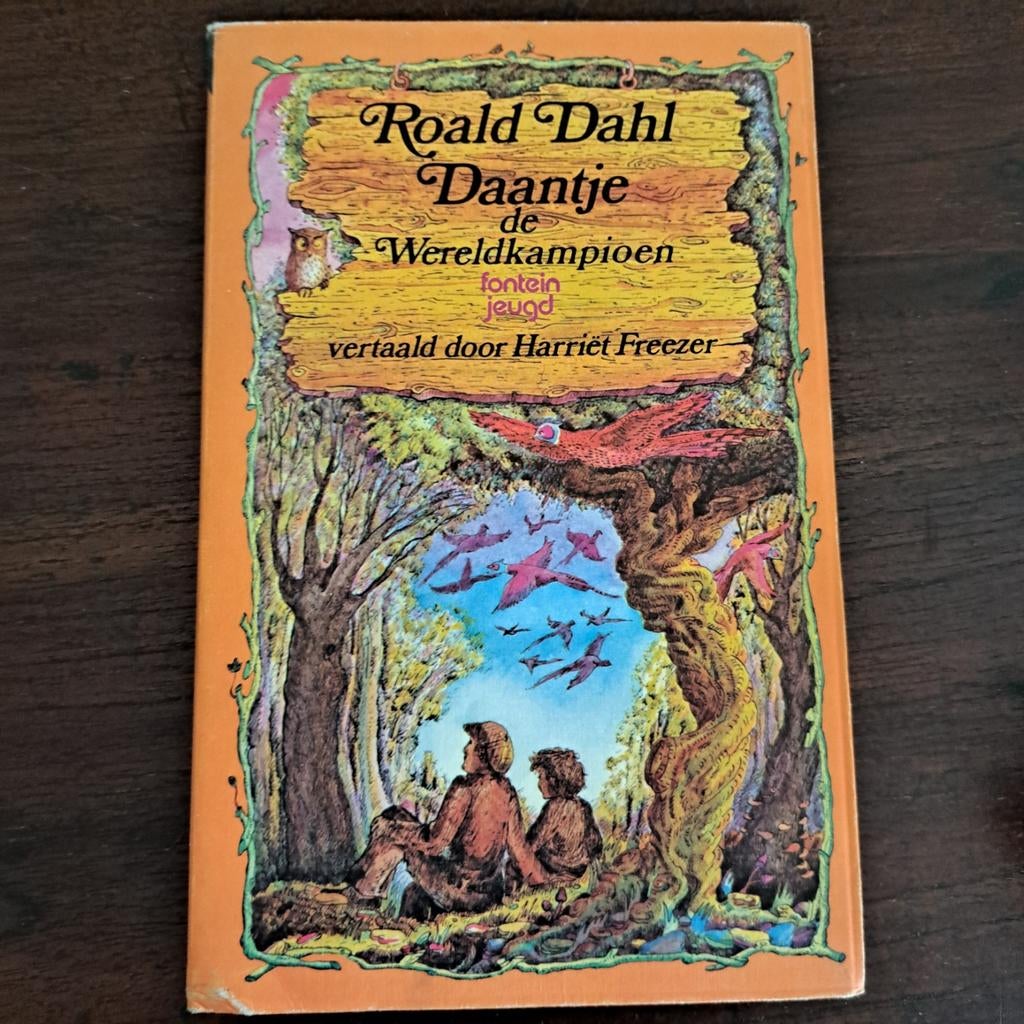 Roald Dahl
Daantje
de
Wereldkampioen
fontein
jeugd
vertaald door Harriët Freezer